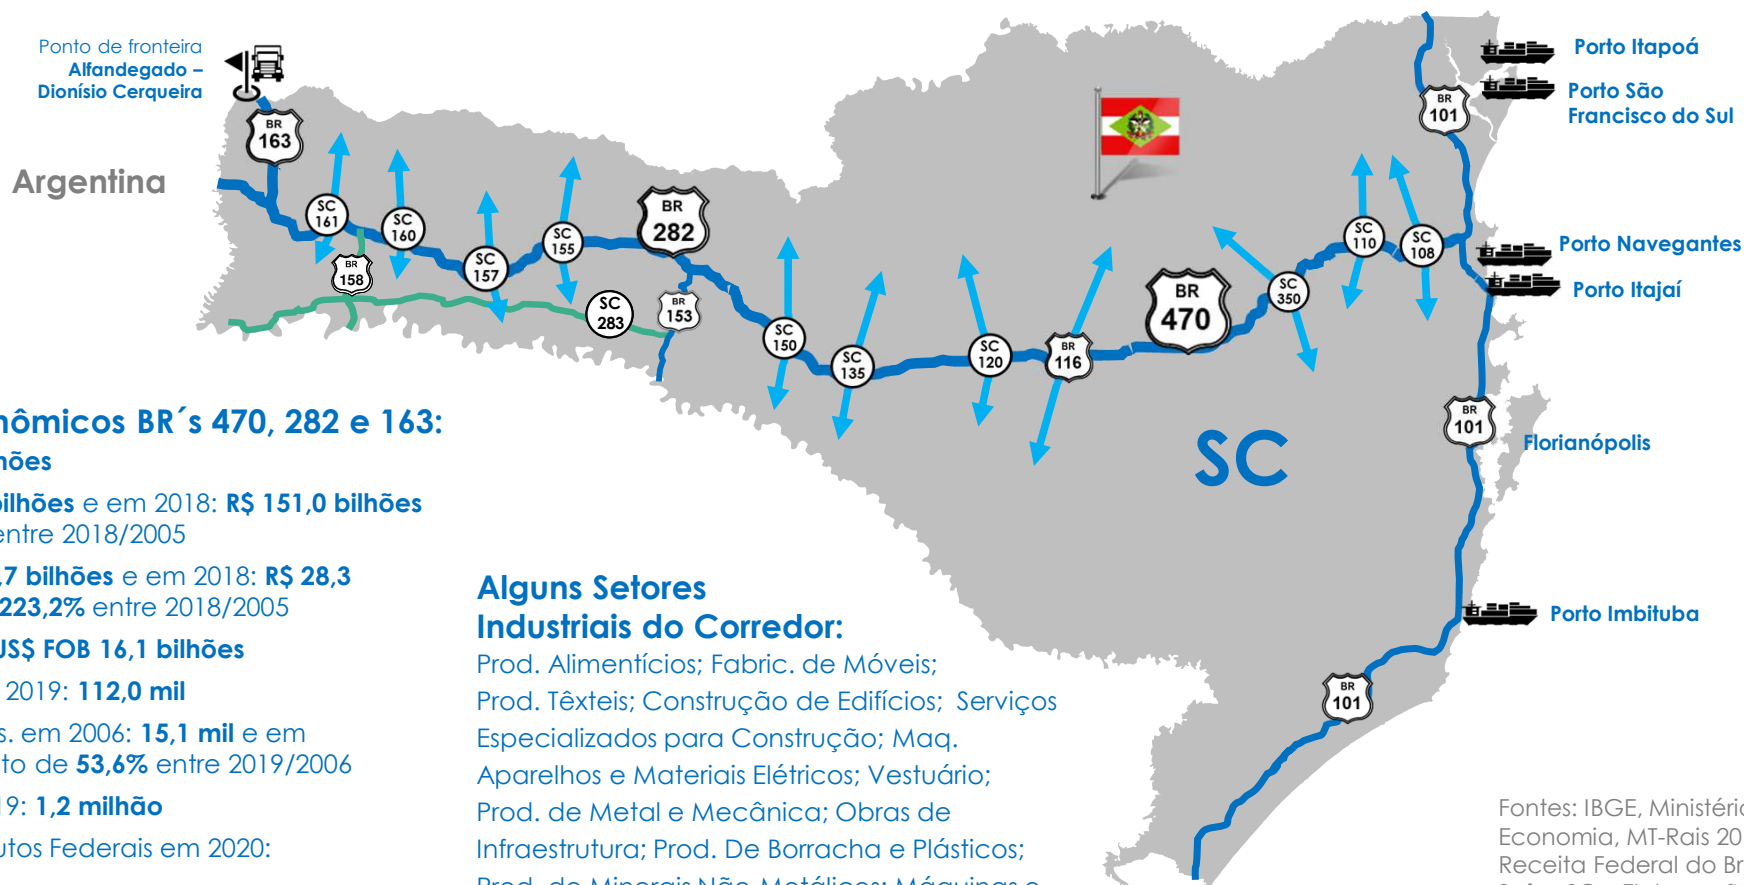 Ponto de fronteira
Alfandegado –
Dionísio Cerqueira
Argentina
BR
163
SC
161
SC
160
BR
158
SC
157
SC
155
BR
282
SC
283
BR
153
SC
150
SC
135
SC
120
BR
116
BR
470
SC
350
SC
110
SC
108
BR
101
Porto Itapoá
Porto São
Francisco do Sul
Porto Navegantes
Porto Itajaí
BR
101
Florianópolis
SC
Porto Imbituba
BR
101
nômicos BR´s 470, 282 e 163:
hões
bilhões e em 2018: R$ 151,0 bilhões
entre 2018/2005
,7 bilhões e em 2018: R$ 28,3
223,2% entre 2018/2005
US$ FOB 16,1 bilhões
2019: 112,0 mil
s. em 2006: 15,1 mil e em
to de 53,6% entre 2019/2006
19: 1,2 milhão
utos Federais em 2020:
Alguns Setores
Industriais do Corredor:
Prod. Alimentícios; Fabric. de Móveis;
Prod. Têxteis; Construção de Edifícios; Serviços
Especializados para Construção; Maq.
Aparelhos e Materiais Elétricos; Vestuário;
Prod. de Metal e Mecânica; Obras de
Infraestrutura; Prod. De Borracha e Plásticos;
Prod. de Minerais Não Metálicos; Máquinas e
Fontes: IBGE, Ministéri
Economia, MT-Rais 20
Receita Federal do Br